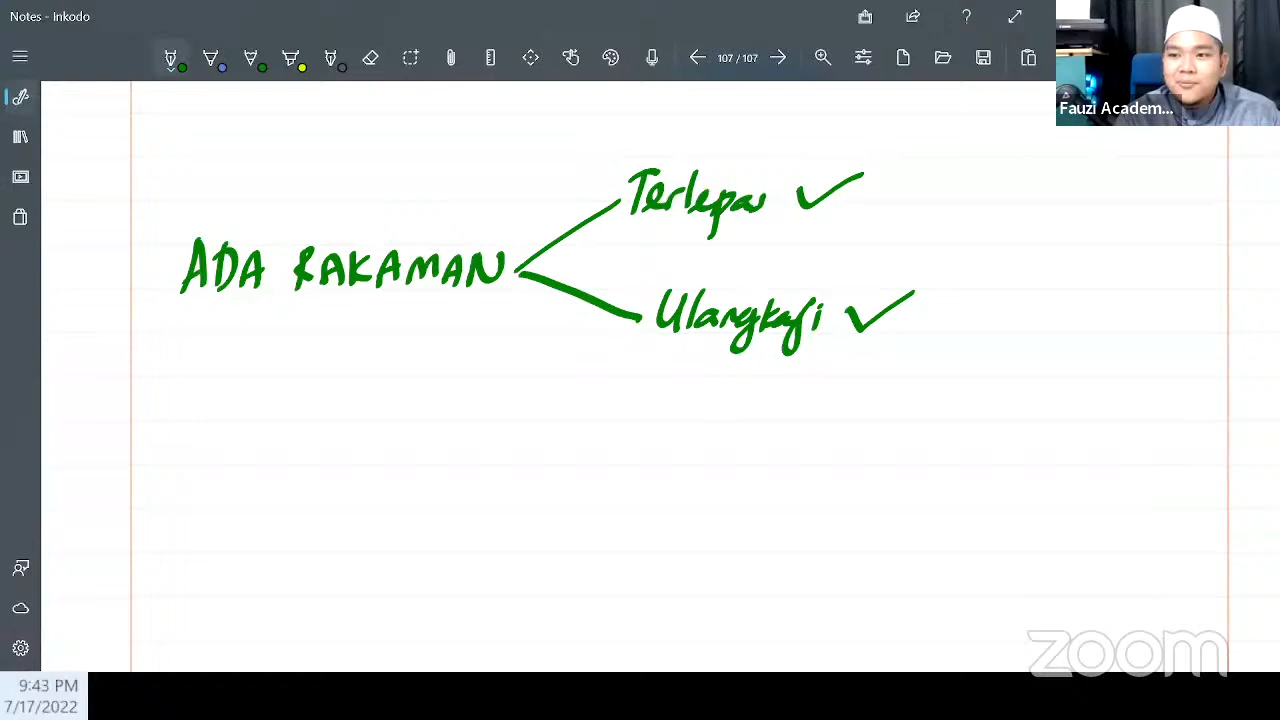 Notes - Inkodo
107 / 107
Fauzi Academ...
Terlepas ✓
ADA RAKAMAN
Ulangkaji ✓
zoom
9:43 PM
7/17/2022